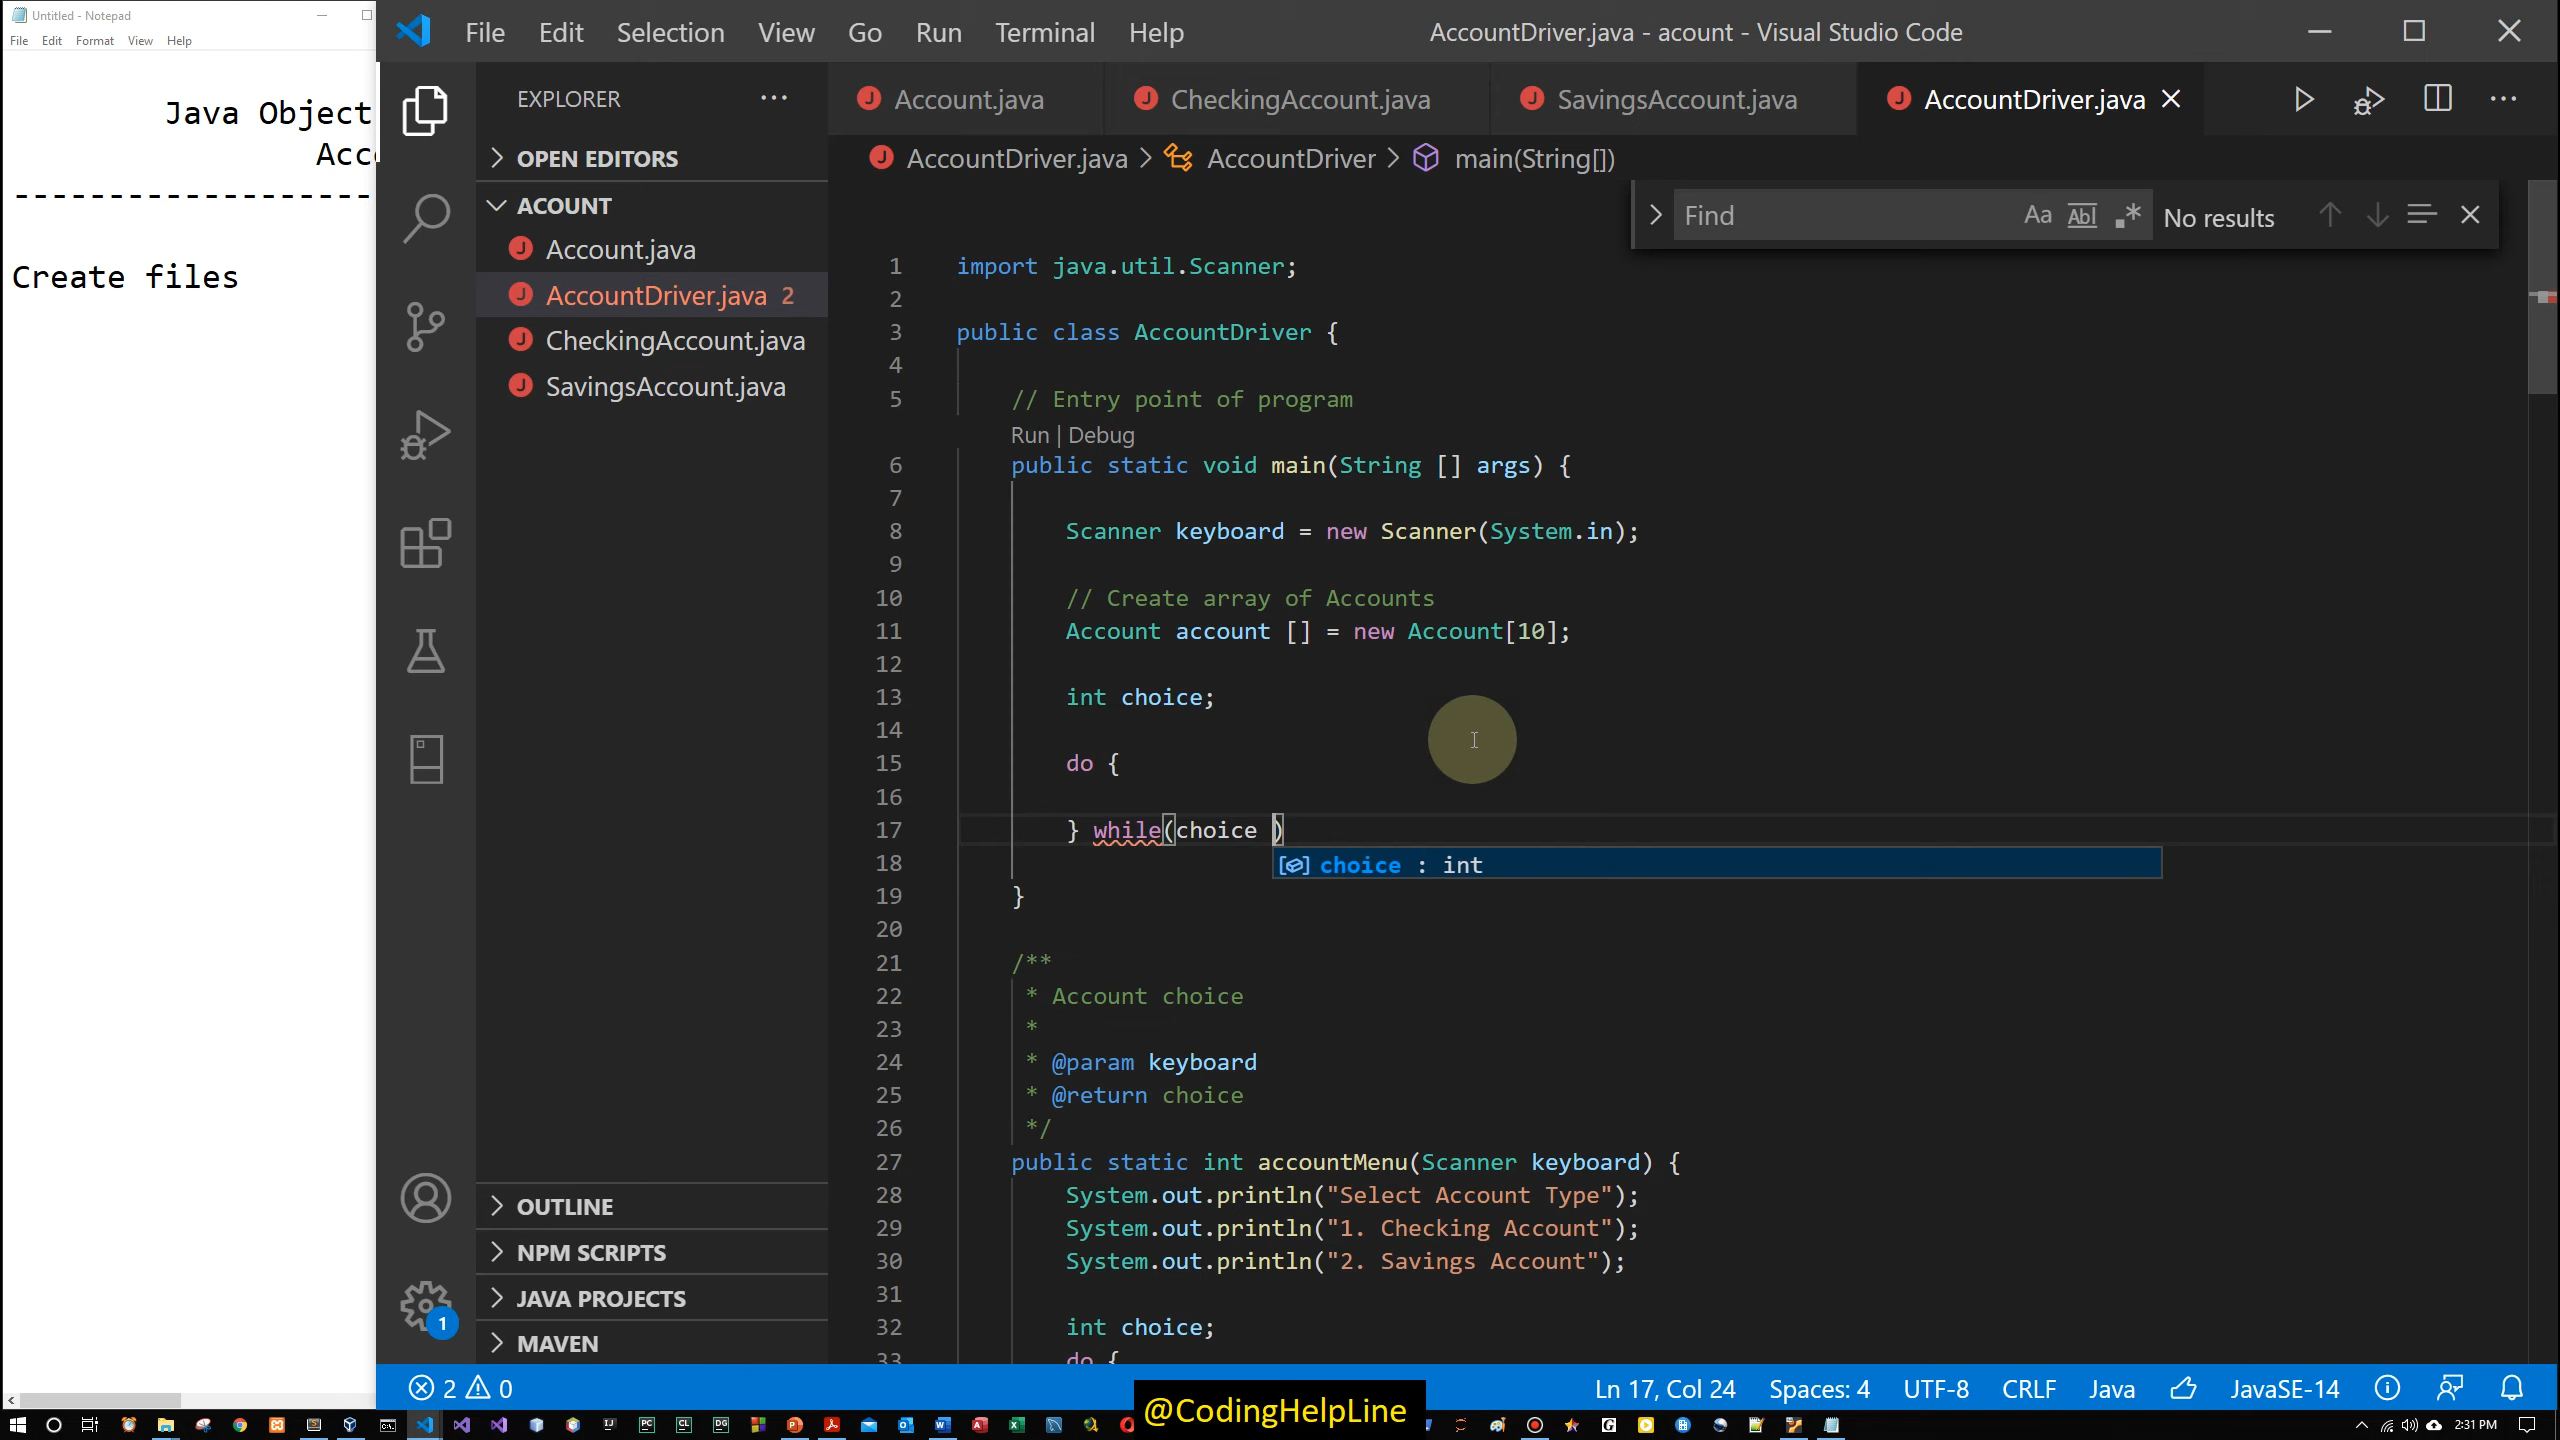 Untitled - Notepad
File Edit Format View Help
Java Object
Acc
--------------------
Create files
File Edit Selection View Go Run Terminal Help
AccountDriver.java - acount - Visual Studio Code
EXPLORER
OPEN EDITORS
ACOUNT
Account.java
AccountDriver.java 2
CheckingAccount.java
SavingsAccount.java
OUTLINE
NPM SCRIPTS
JAVA PROJECTS
MAVEN
1
Account.java CheckingAccount.java SavingsAccount.java AccountDriver.java
AccountDriver.java > AccountDriver > main(String[])
Find Aa Abl .* No results
1 import java.util.Scanner;
2
3 public class AccountDriver {
4
5 // Entry point of program
Run | Debug
6 public static void main(String [] args) {
7
8 Scanner keyboard = new Scanner(System.in);
9
10 // Create array of Accounts
11 Account account [] = new Account[10];
12
13 int choice;
14
15 do {
16
17 } while(choice )
choice : int
18
19 }
20
21 /**
22 * Account choice
23 *
24 * @param keyboard
25 * @return choice
26 */
27 public static int accountMenu(Scanner keyboard) {
28 System.out.println("Select Account Type");
29 System.out.println("1. Checking Account");
30 System.out.println("2. Savings Account");
31
32 int choice;
33 do {
2 0 Ln 17, Col 24 Spaces: 4 UTF-8 CRLF Java JavaSE-14
@CodingHelpLine
2:31 PM